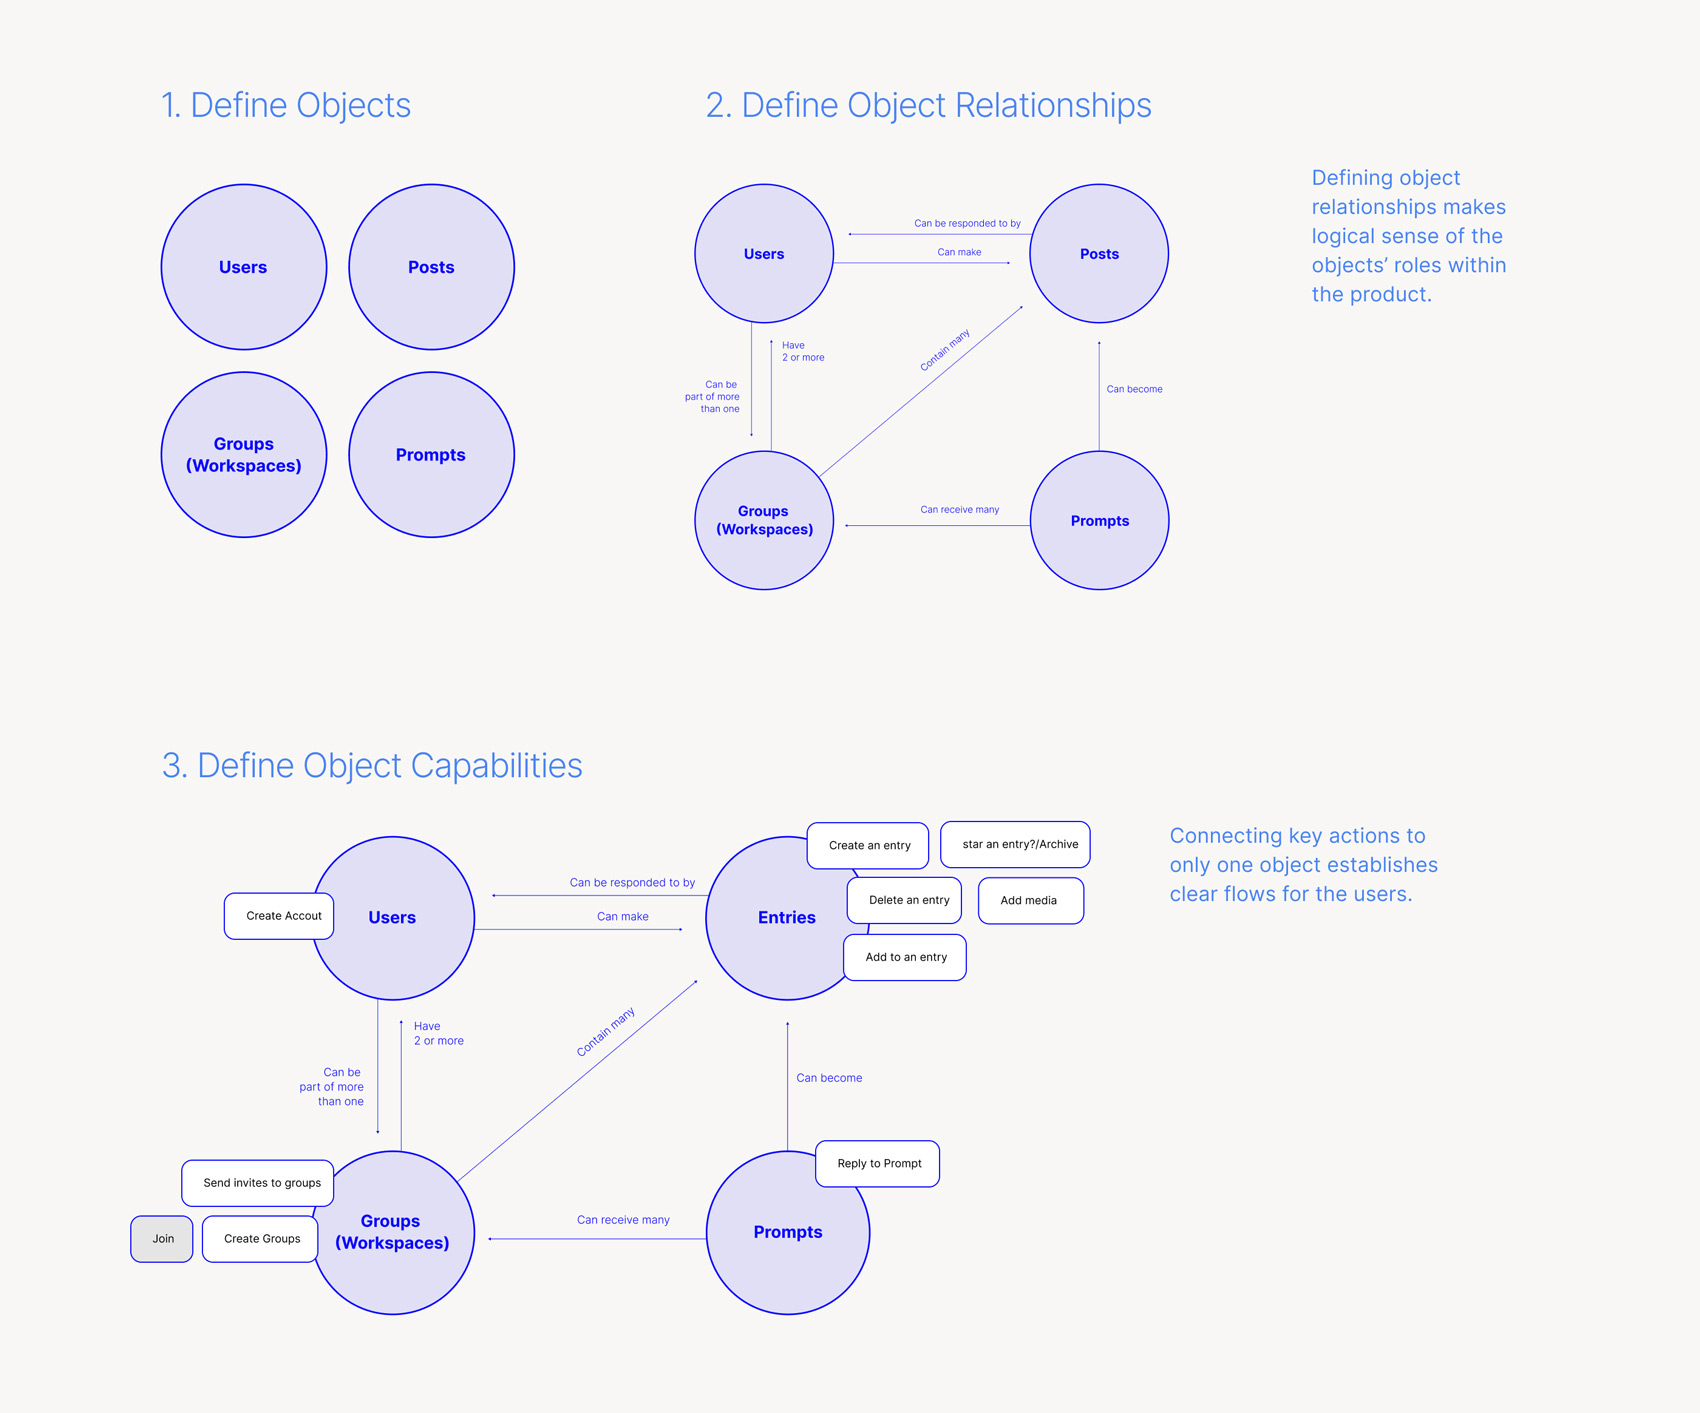 1. Define Objects
Users
Posts
Groups
(Workspaces)
Prompts
2. Define Object Relationships
Users
Can be responded to by
Can make
Posts
Have
2 or more
Can be
part of more
than one
Contain many
Can become
Groups
(Workspaces)
Can receive many
Prompts
Defining object
relationships makes
logical sense of the
objects’ roles within
the product.
3. Define Object Capabilities
Create Accout
Users
Can be responded to by
Can make
Entries
Create an entry
star an entry?/Archive
Delete an entry
Add media
Add to an entry
Have
2 or more
Can be
part of more
than one
Contain many
Can become
Send invites to groups
Join
Create Groups
Groups
(Workspaces)
Can receive many
Reply to Prompt
Prompts
Connecting key actions to
only one object establishes
clear flows for the users.